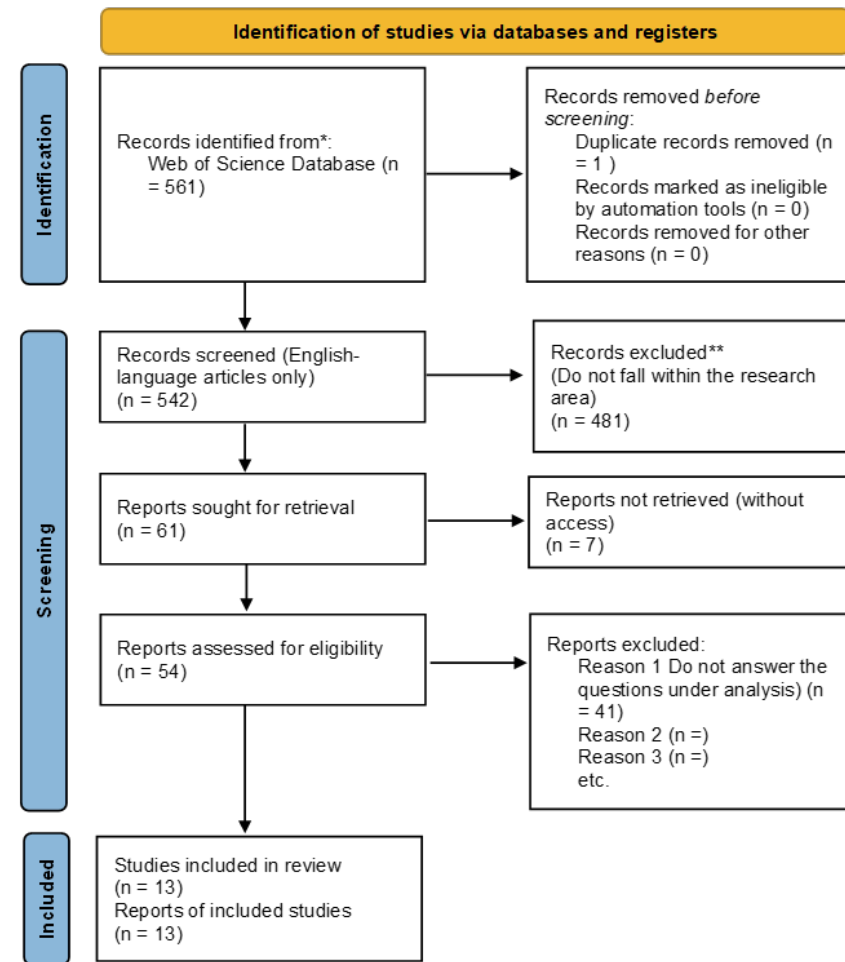 Identification of studies via databases and registers
Identification
Records identified from*:
Web of Science Database (n
= 561)
Records removed before
screening:
Duplicate records removed (n
= 1 )
Records marked as ineligible
by automation tools (n = 0)
Records removed for other
reasons (n = 0)
Screening
Records screened (English-
language articles only)
(n = 542)
Records excluded**
(Do not fall within the research
area)
(n = 481)
Reports sought for retrieval
(n = 61)
Reports not retrieved (without
access)
(n = 7)
Reports assessed for eligibility
(n = 54)
Reports excluded:
Reason 1 Do not answer the
questions under analysis) (n
= 41)
Reason 2 (n =)
Reason 3 (n =)
etc.
Included
Studies included in review
(n = 13)
Reports of included studies
(n = 13)